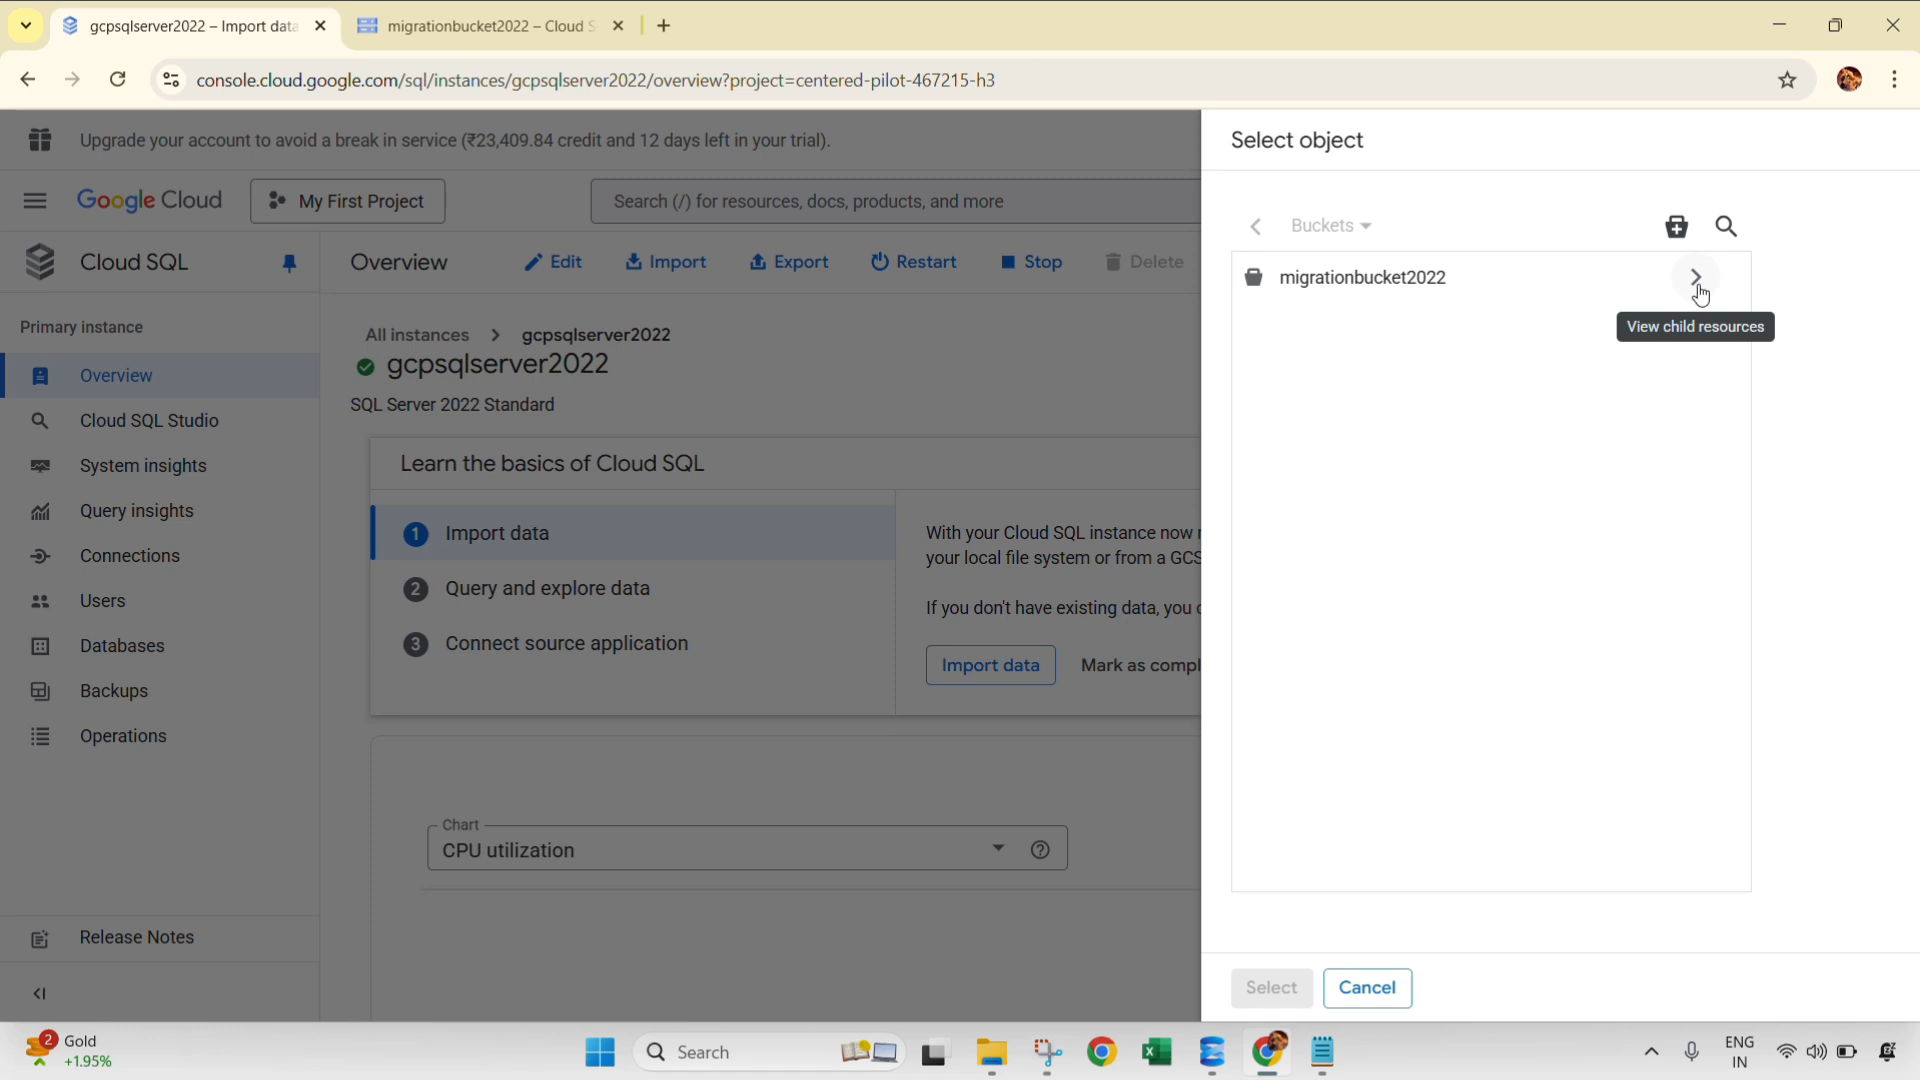 gcpsqlserver2022 – Import data
migrationbucket2022 – Cloud S
console.cloud.google.com/sql/instances/gcpsqlserver2022/overview?project=centered-pilot-467215-h3
Upgrade your account to avoid a break in service (₹23,409.84 credit and 12 days left in your trial).
Google Cloud
My First Project
Search (/) for resources, docs, products, and more
Cloud SQL
Overview
Edit
Import
Export
Restart
Stop
Delete
Primary instance
Overview
Cloud SQL Studio
System insights
Query insights
Connections
Users
Databases
Backups
Operations
Release Notes
All instances > gcpsqlserver2022
gcpsqlserver2022
SQL Server 2022 Standard
Learn the basics of Cloud SQL
1 Import data
2 Query and explore data
3 Connect source application
With your Cloud SQL instance now
your local file system or from a GCS
If you don't have existing data, you
Import data
Mark as compl
Chart
CPU utilization
Select object
Buckets
migrationbucket2022
View child resources
Select
Cancel
2
Gold
+1.95%
Search
ENG
IN